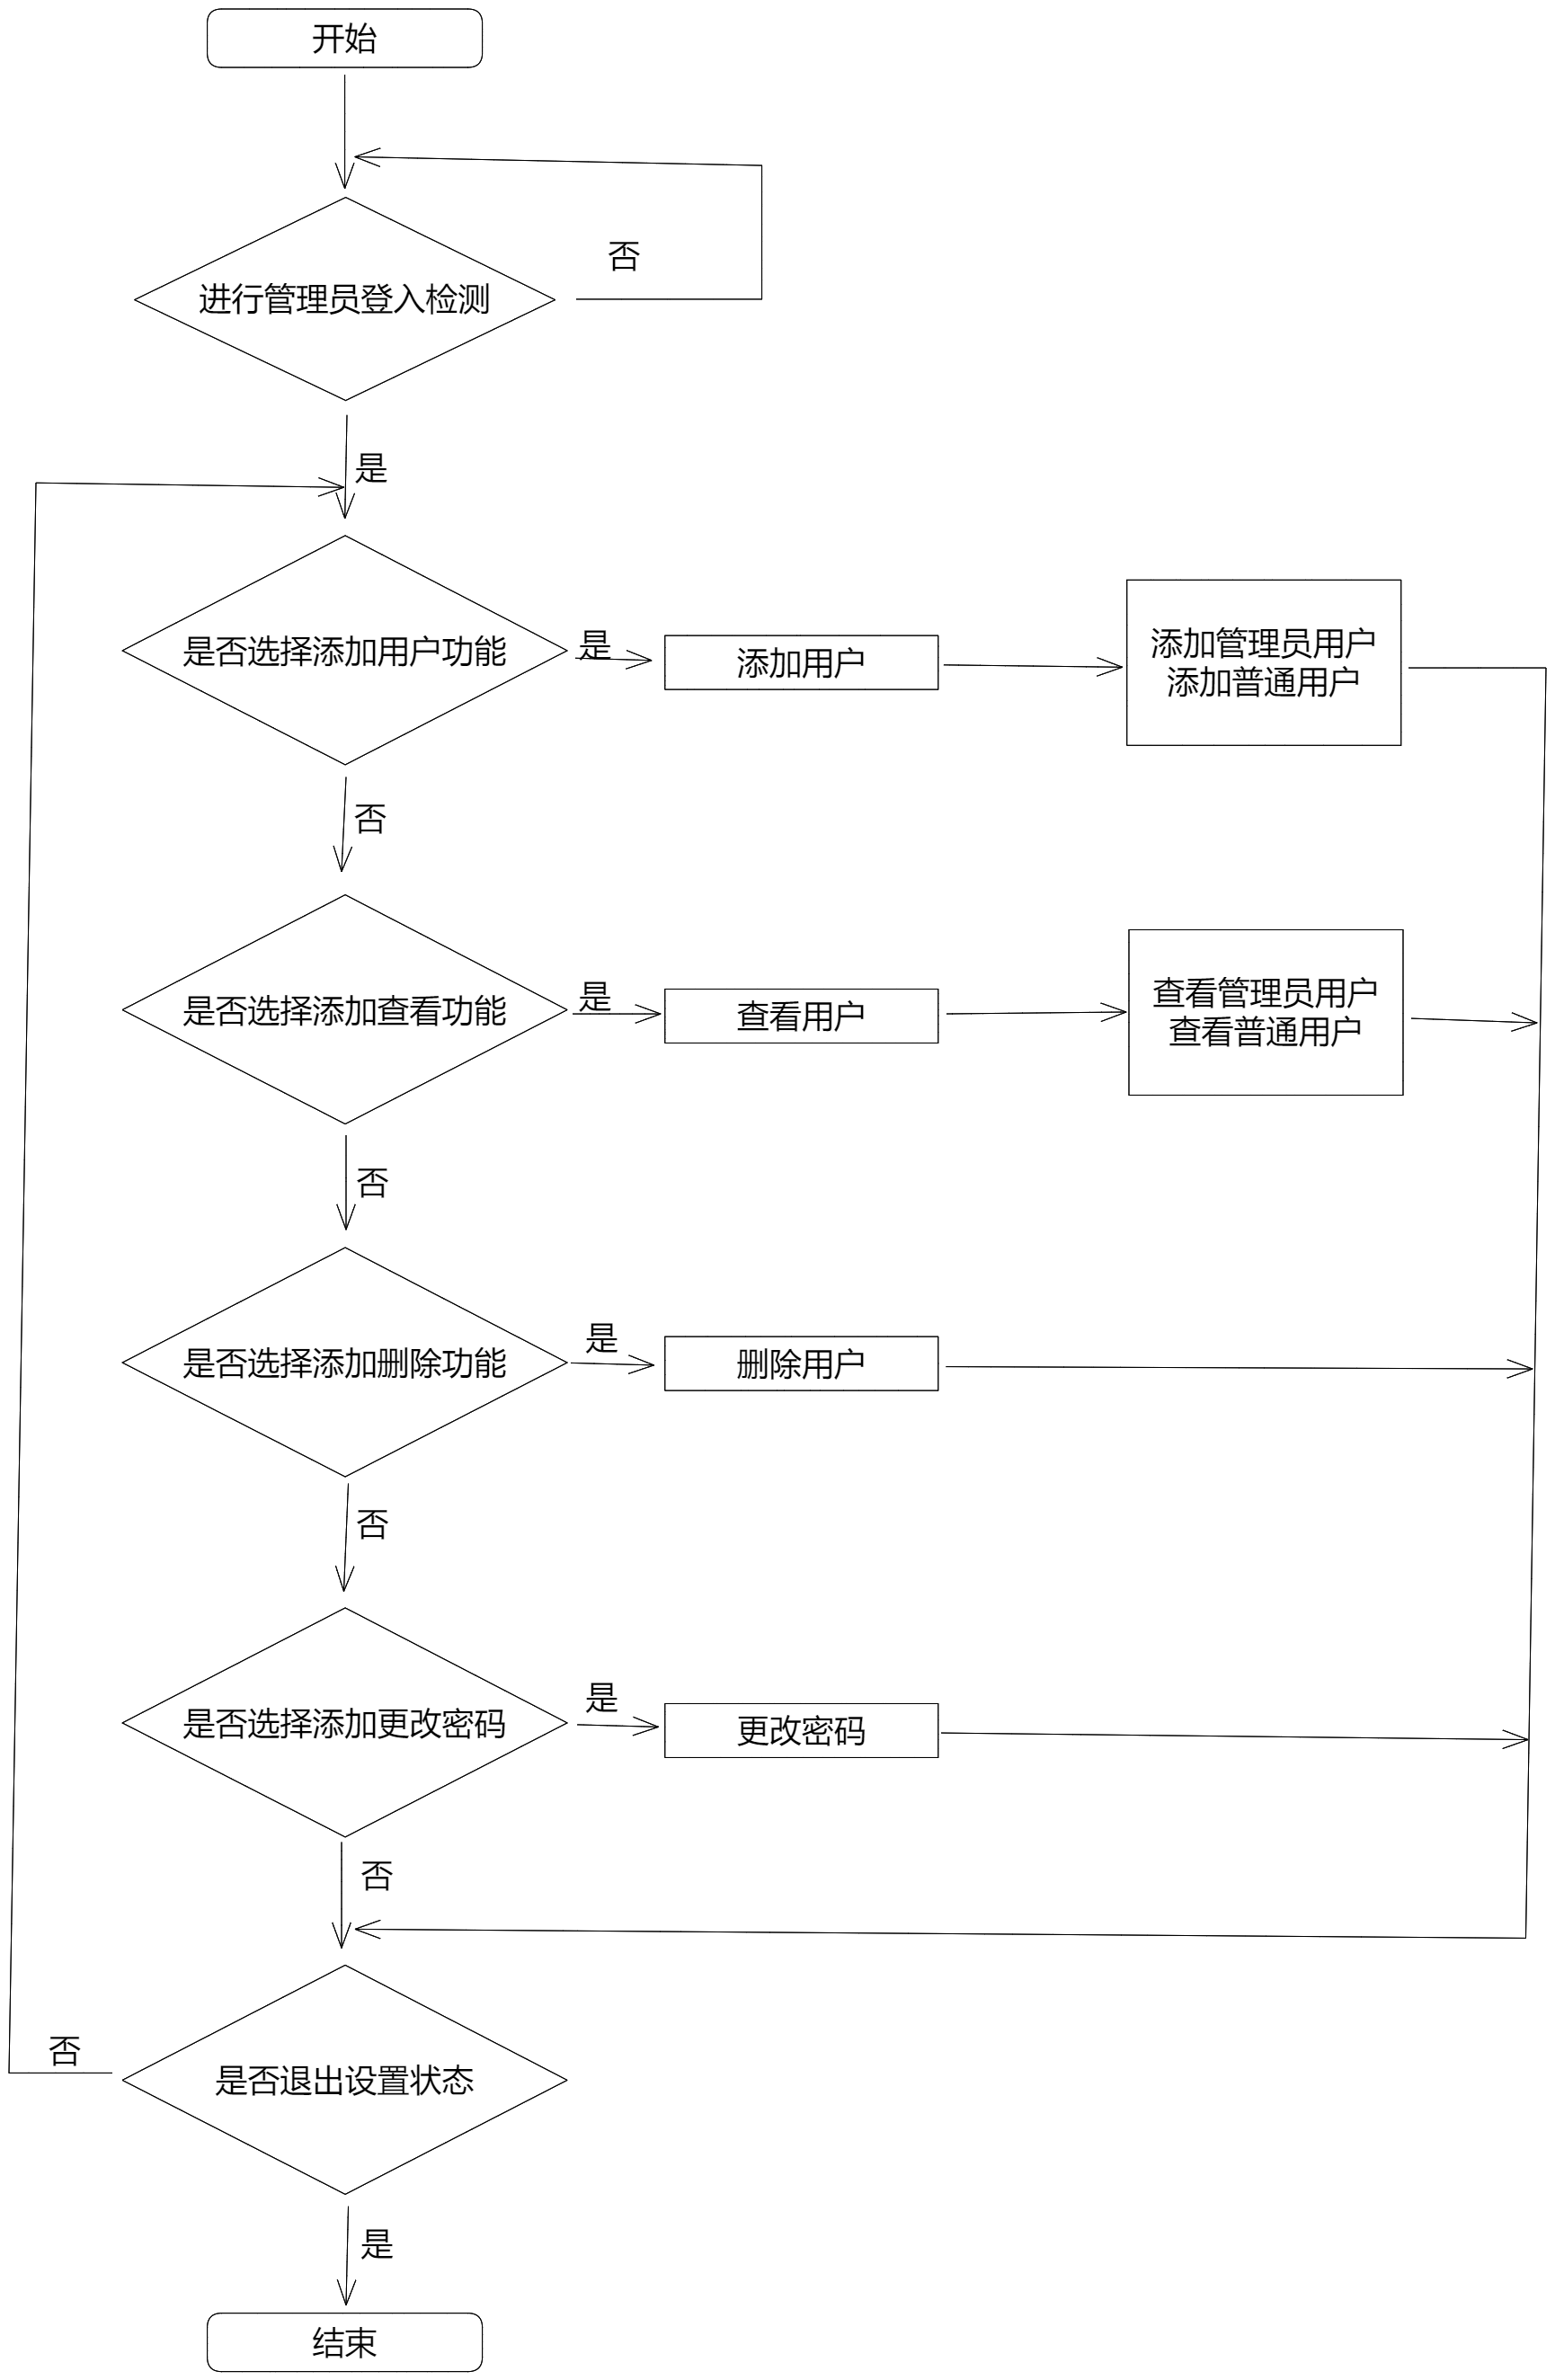 开始
否
进行管理员登入检测
是
是否选择添加用户功能
是
添加用户
添加管理员用户
添加普通用户
否
是否选择添加查看功能
是
查看用户
查看管理员用户
查看普通用户
否
是否选择添加删除功能
是
删除用户
否
是否选择添加更改密码
是
更改密码
否
否
是否退出设置状态
是
结束